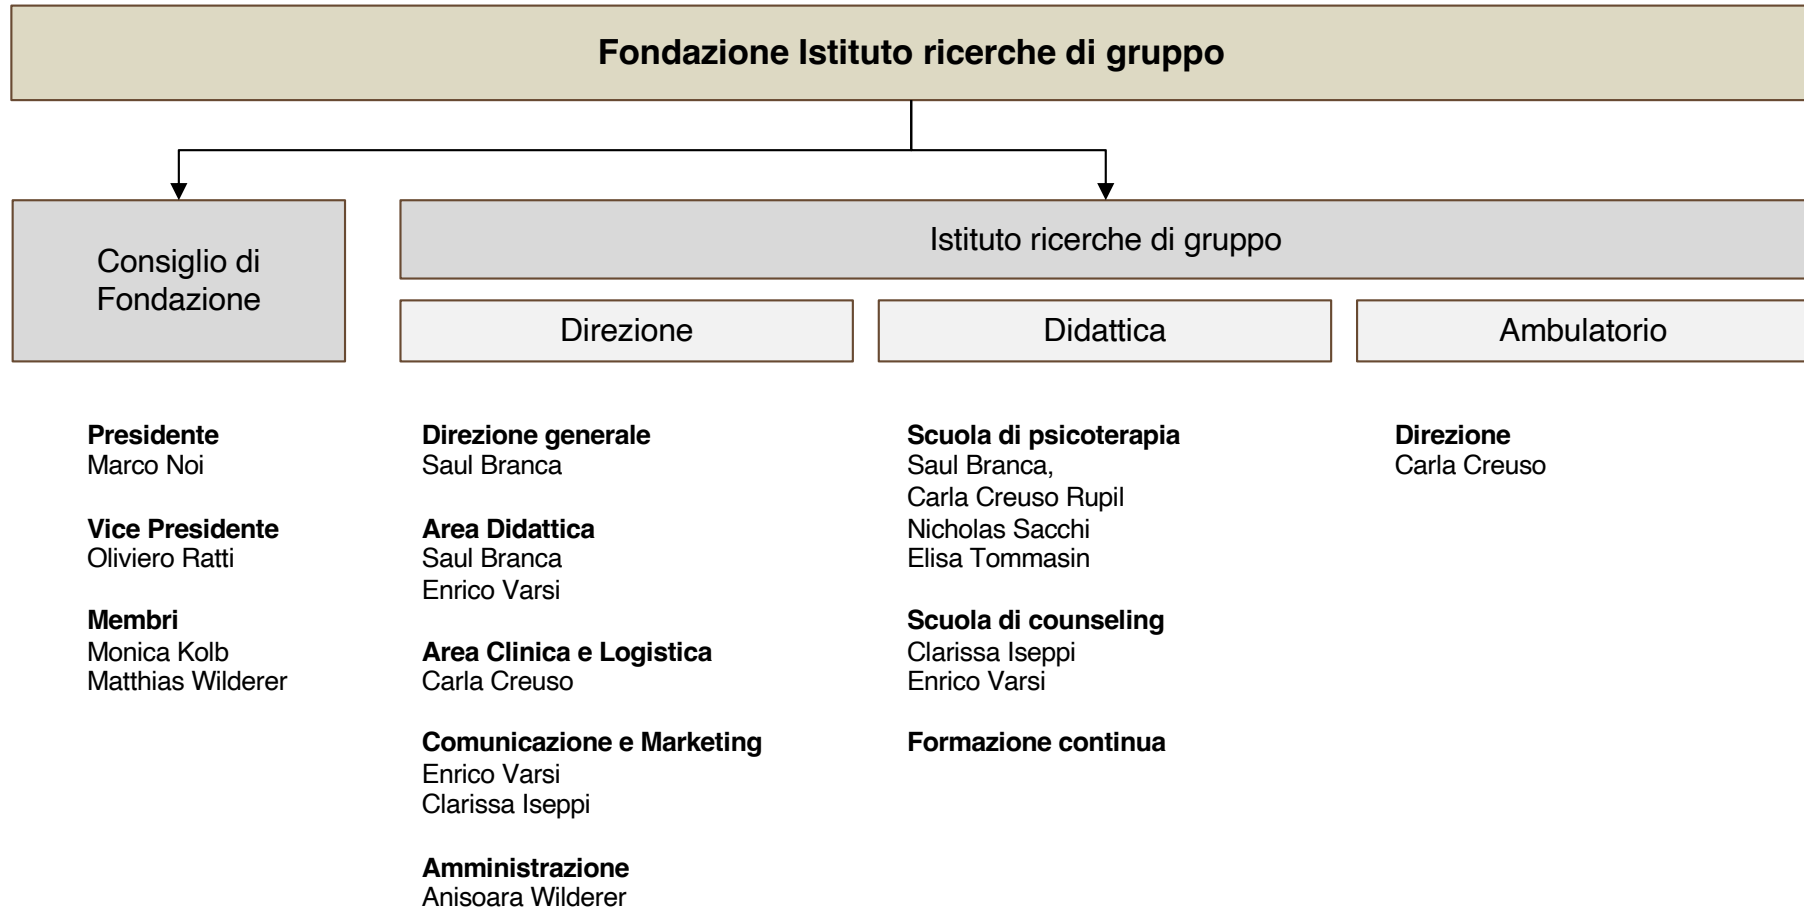 Fondazione Istituto ricerche di gruppo
Consiglio di
Fondazione
Istituto ricerche di gruppo
Direzione
Didattica
Ambulatorio
Presidente
Marco Noi
Vice Presidente
Oliviero Ratti
Membri
Monica Kolb
Matthias Wilderer
Direzione generale
Saul Branca
Area Didattica
Saul Branca
Enrico Varsi
Area Clinica e Logistica
Carla Creuso
Comunicazione e Marketing
Enrico Varsi
Clarissa Iseppi
Amministrazione
Anisoara Wilderer
Scuola di psicoterapia
Saul Branca,
Carla Creuso Rupil
Nicholas Sacchi
Elisa Tommasin
Scuola di counseling
Clarissa Iseppi
Enrico Varsi
Formazione continua
Direzione
Carla Creuso